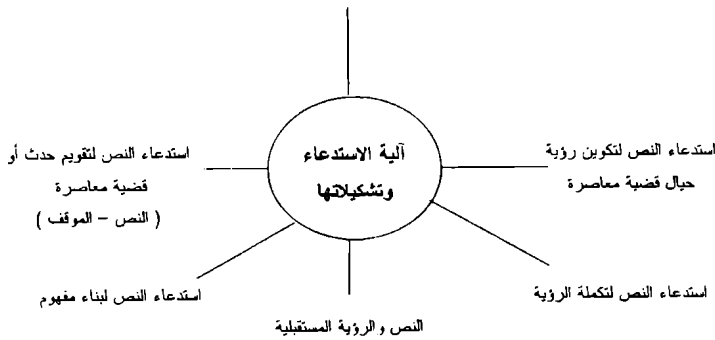 آلية الاستدعاء
وتشكيلاتها
استدعاء النص لتكوين رؤية
حيال قضية معاصرة
استدعاء النص لتقويم حدث أو
قضية معاصرة
( النص – الموقف )
استدعاء النص لتكملة الرؤية
استدعاء النص لبناء مفهوم
النص والرؤية المستقبلية